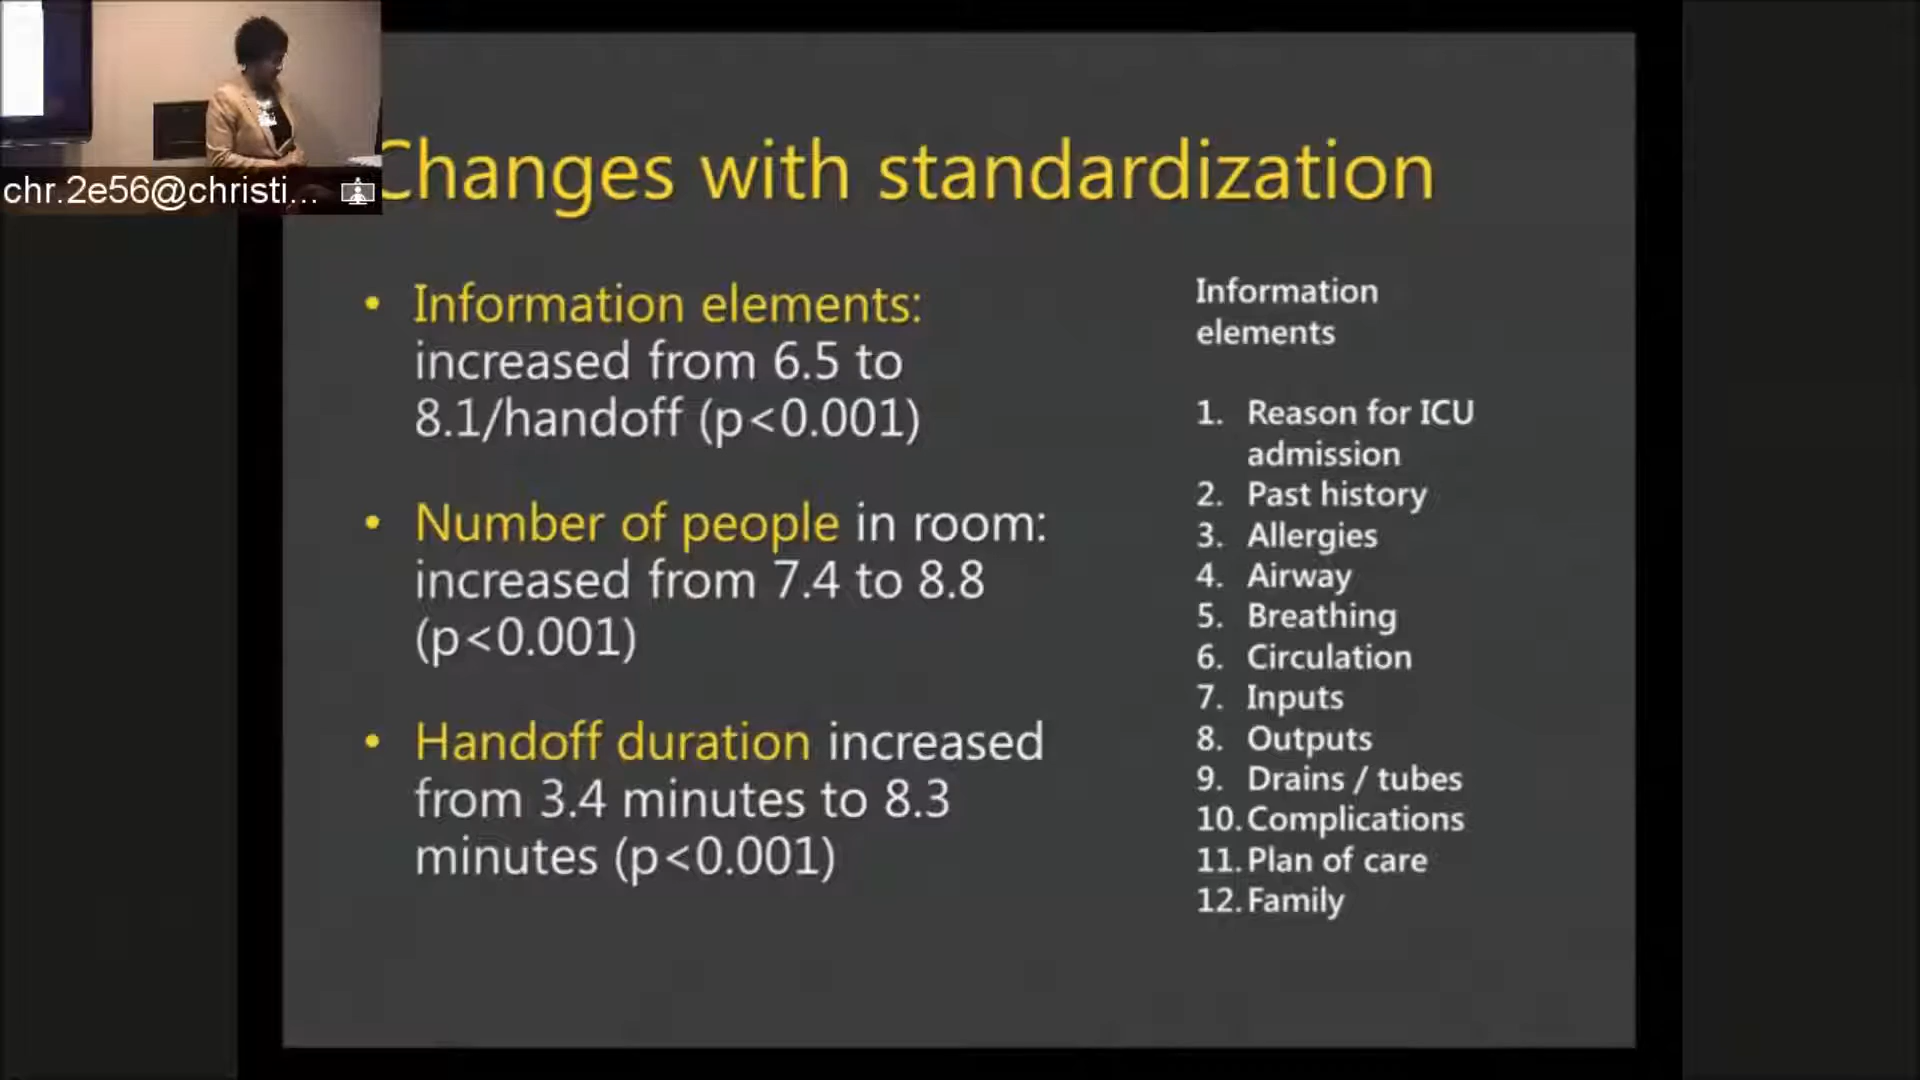 chr.2e56@christi...
Changes with standardization
• Information elements:
increased from 6.5 to
8.1/handoff (p<0.001)
• Number of people in room:
increased from 7.4 to 8.8
(p<0.001)
• Handoff duration increased
from 3.4 minutes to 8.3
minutes (p<0.001)
Information
elements
1. Reason for ICU
admission
2. Past history
3. Allergies
4. Airway
5. Breathing
6. Circulation
7. Inputs
8. Outputs
9. Drains / tubes
10. Complications
11. Plan of care
12. Family